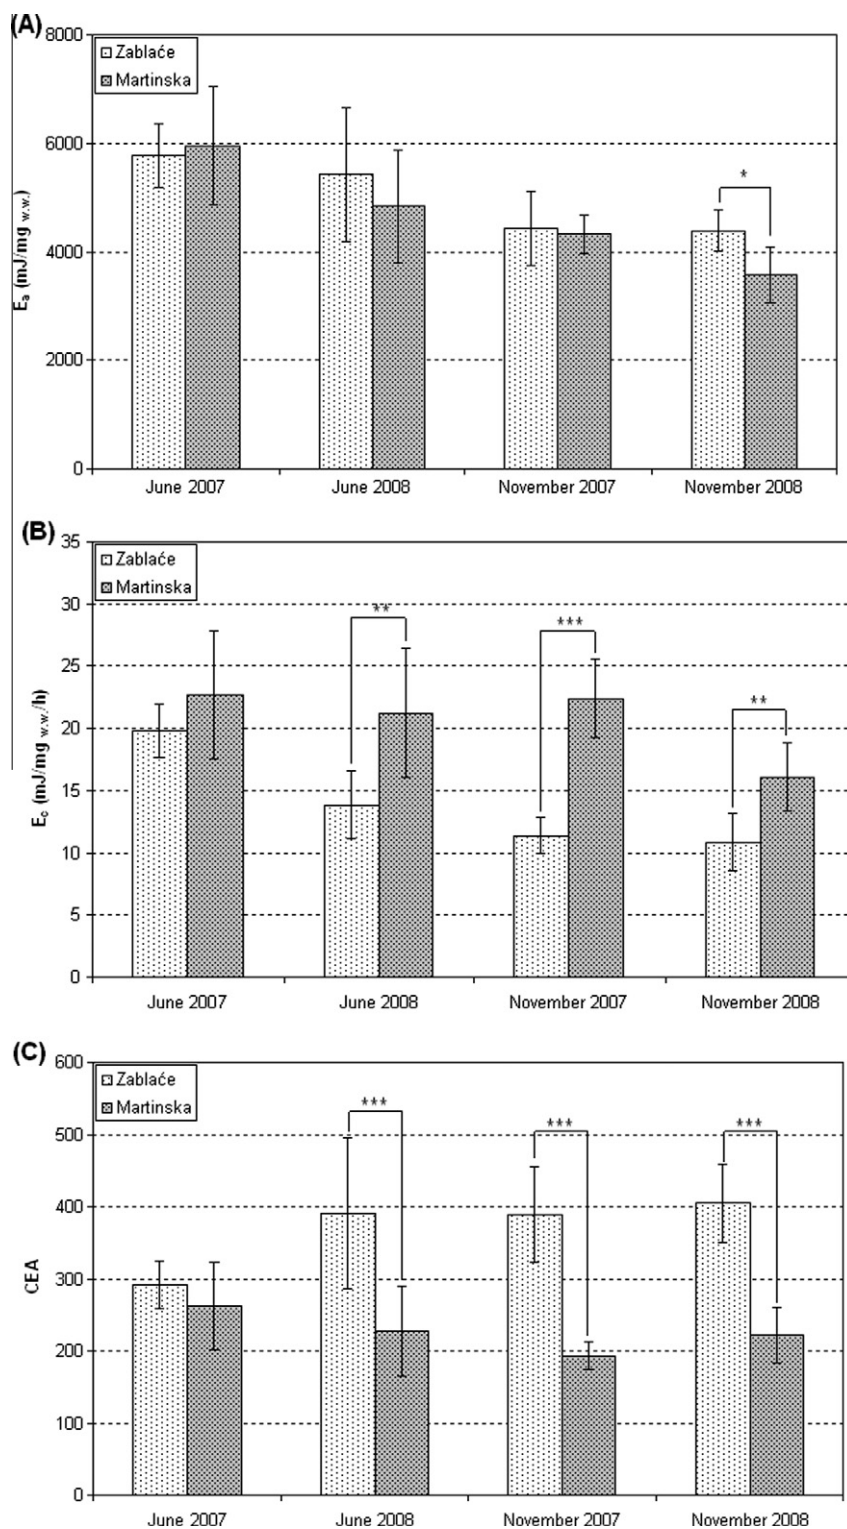 (A)
8000
Zablaće
Martinska
6000
*
4000
2000
0
Ea (mJ/mg w.w.)
June 2007 June 2008 November 2007 November 2008
(B)
35
Zablaće
Martinska
30
** *** **
25
20
15
10
5
0
Ec (mJ/mg w.w./h)
June 2007 June 2008 November 2007 November 2008
(C)
600
Zablaće
Martinska
*** *** ***
500
400
300
200
100
0
CEA
June 2007 June 2008 November 2007 November 2008